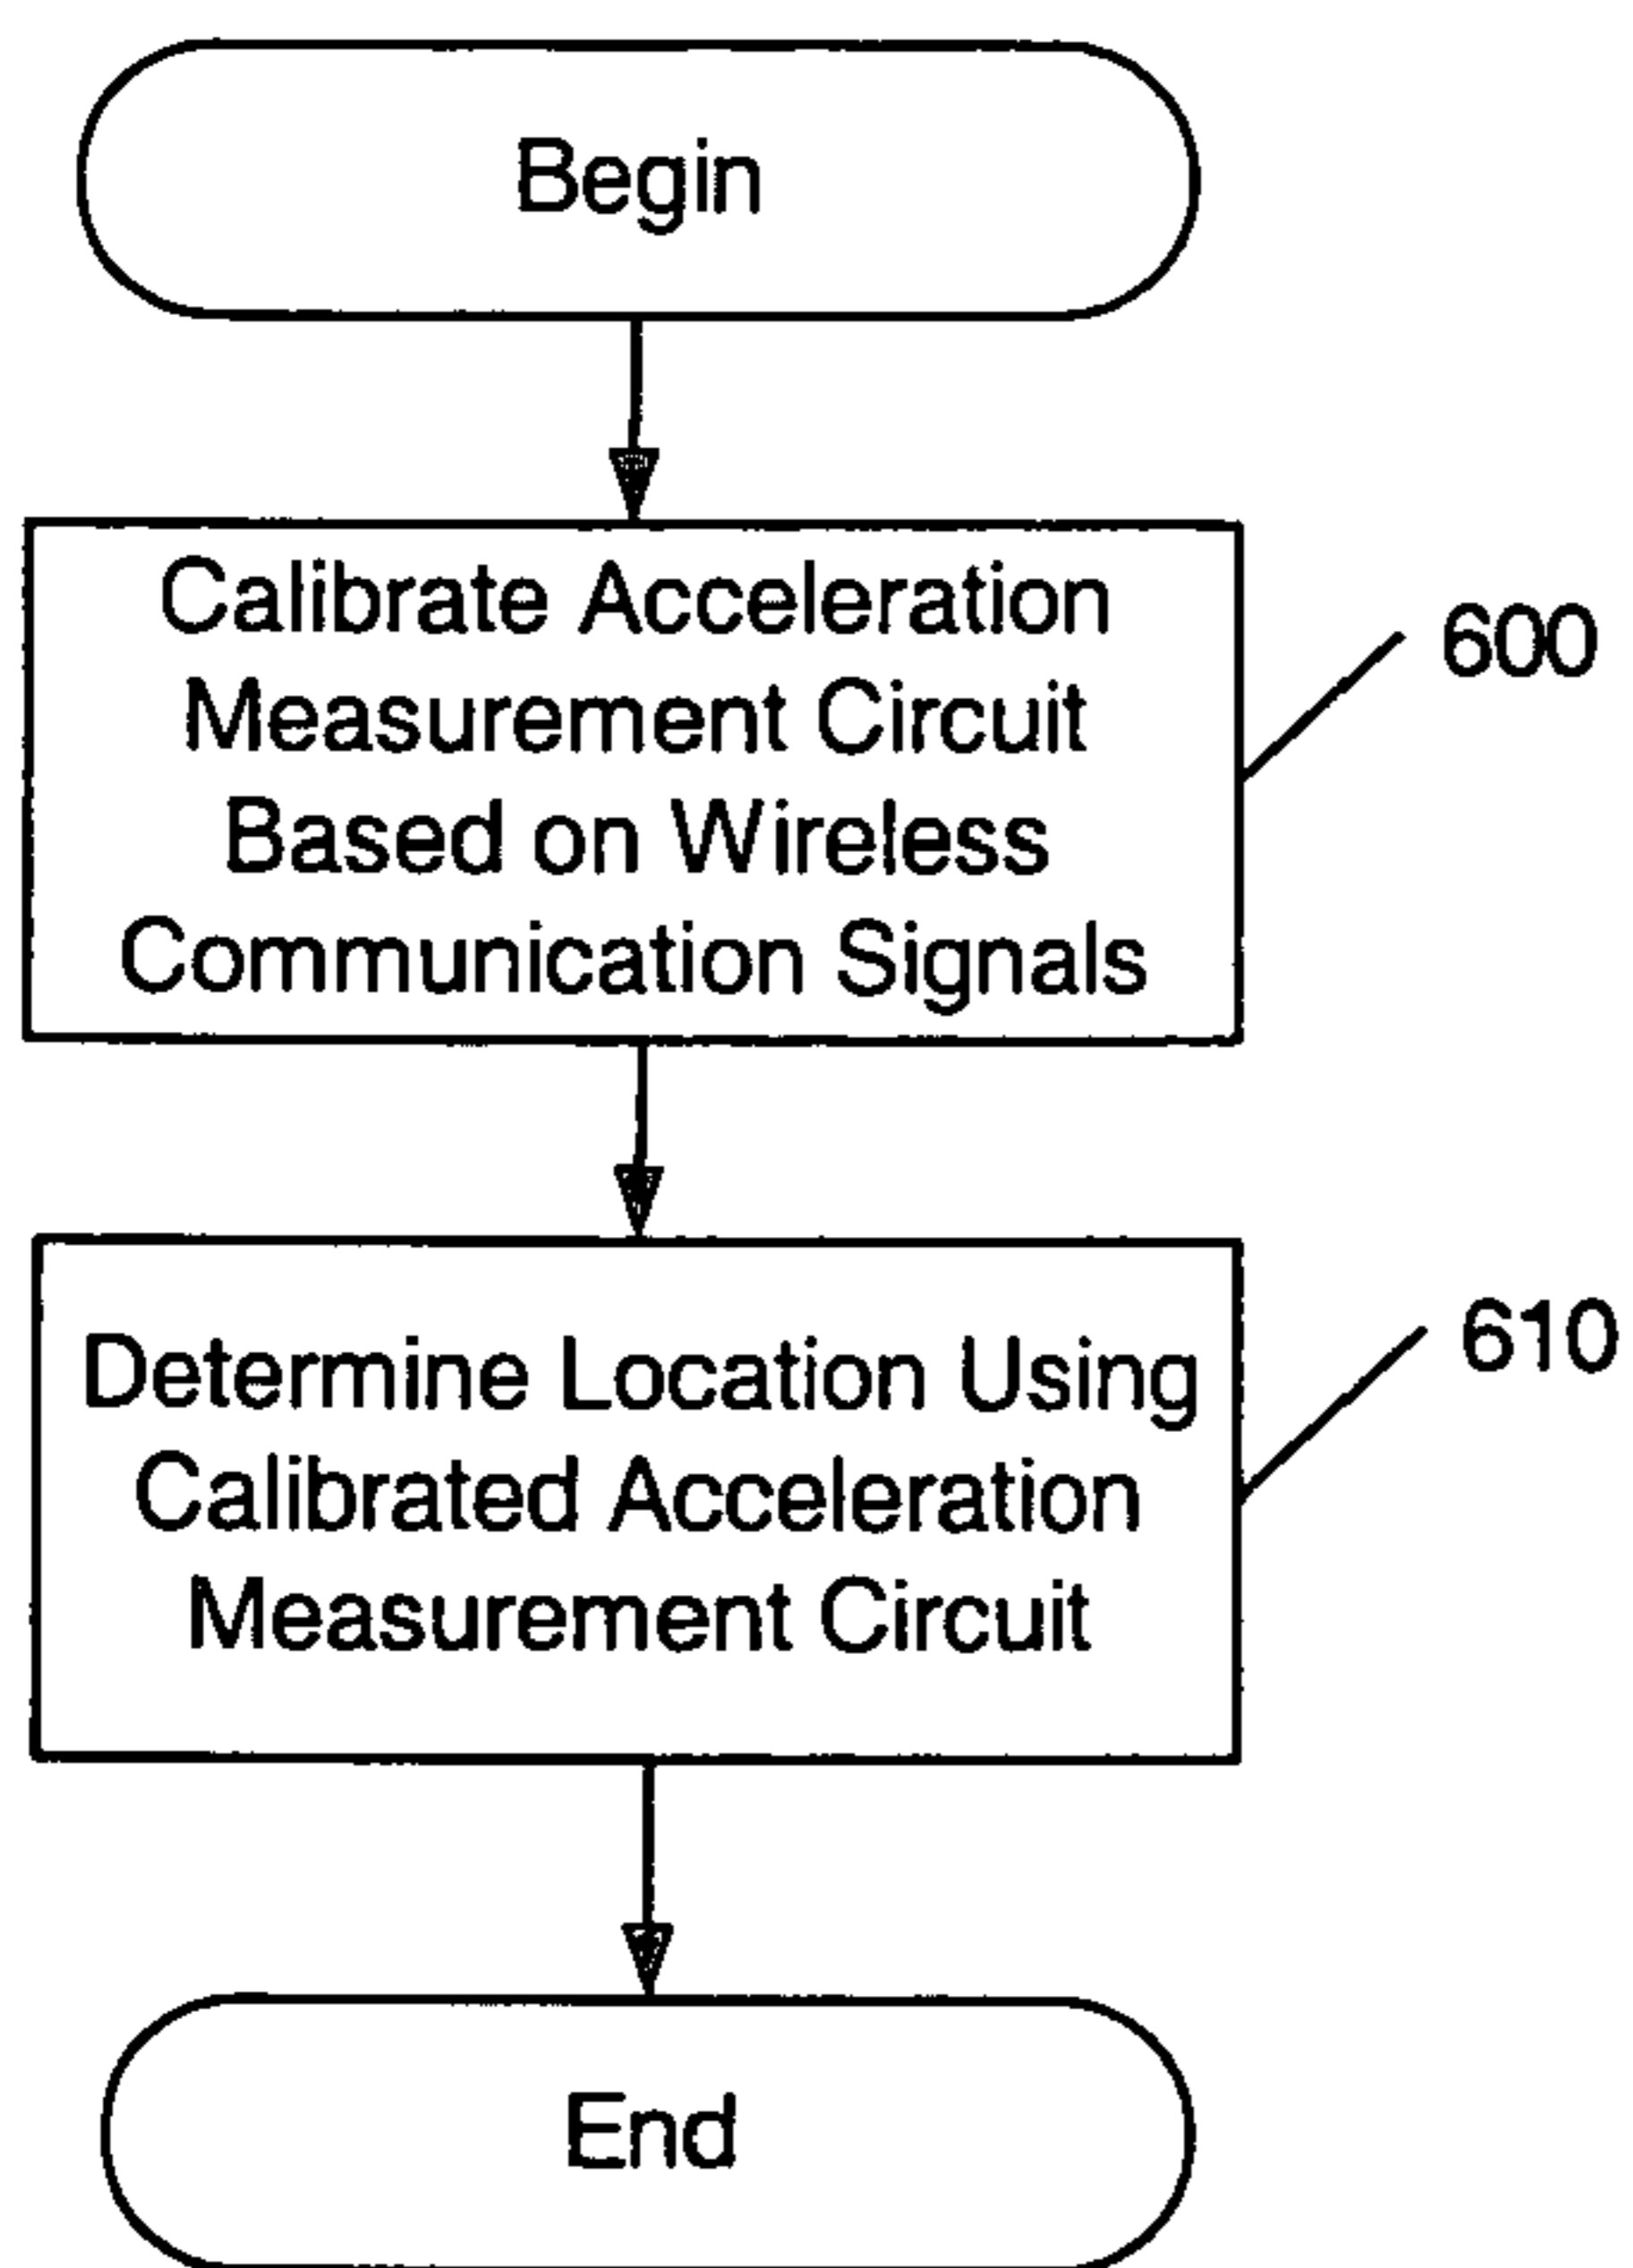 Begin
Calibrate Acceleration
Measurement Circuit
Based on Wireless
Communication Signals
600
Determine Location Using
Calibrated Acceleration
Measurement Circuit
610
End